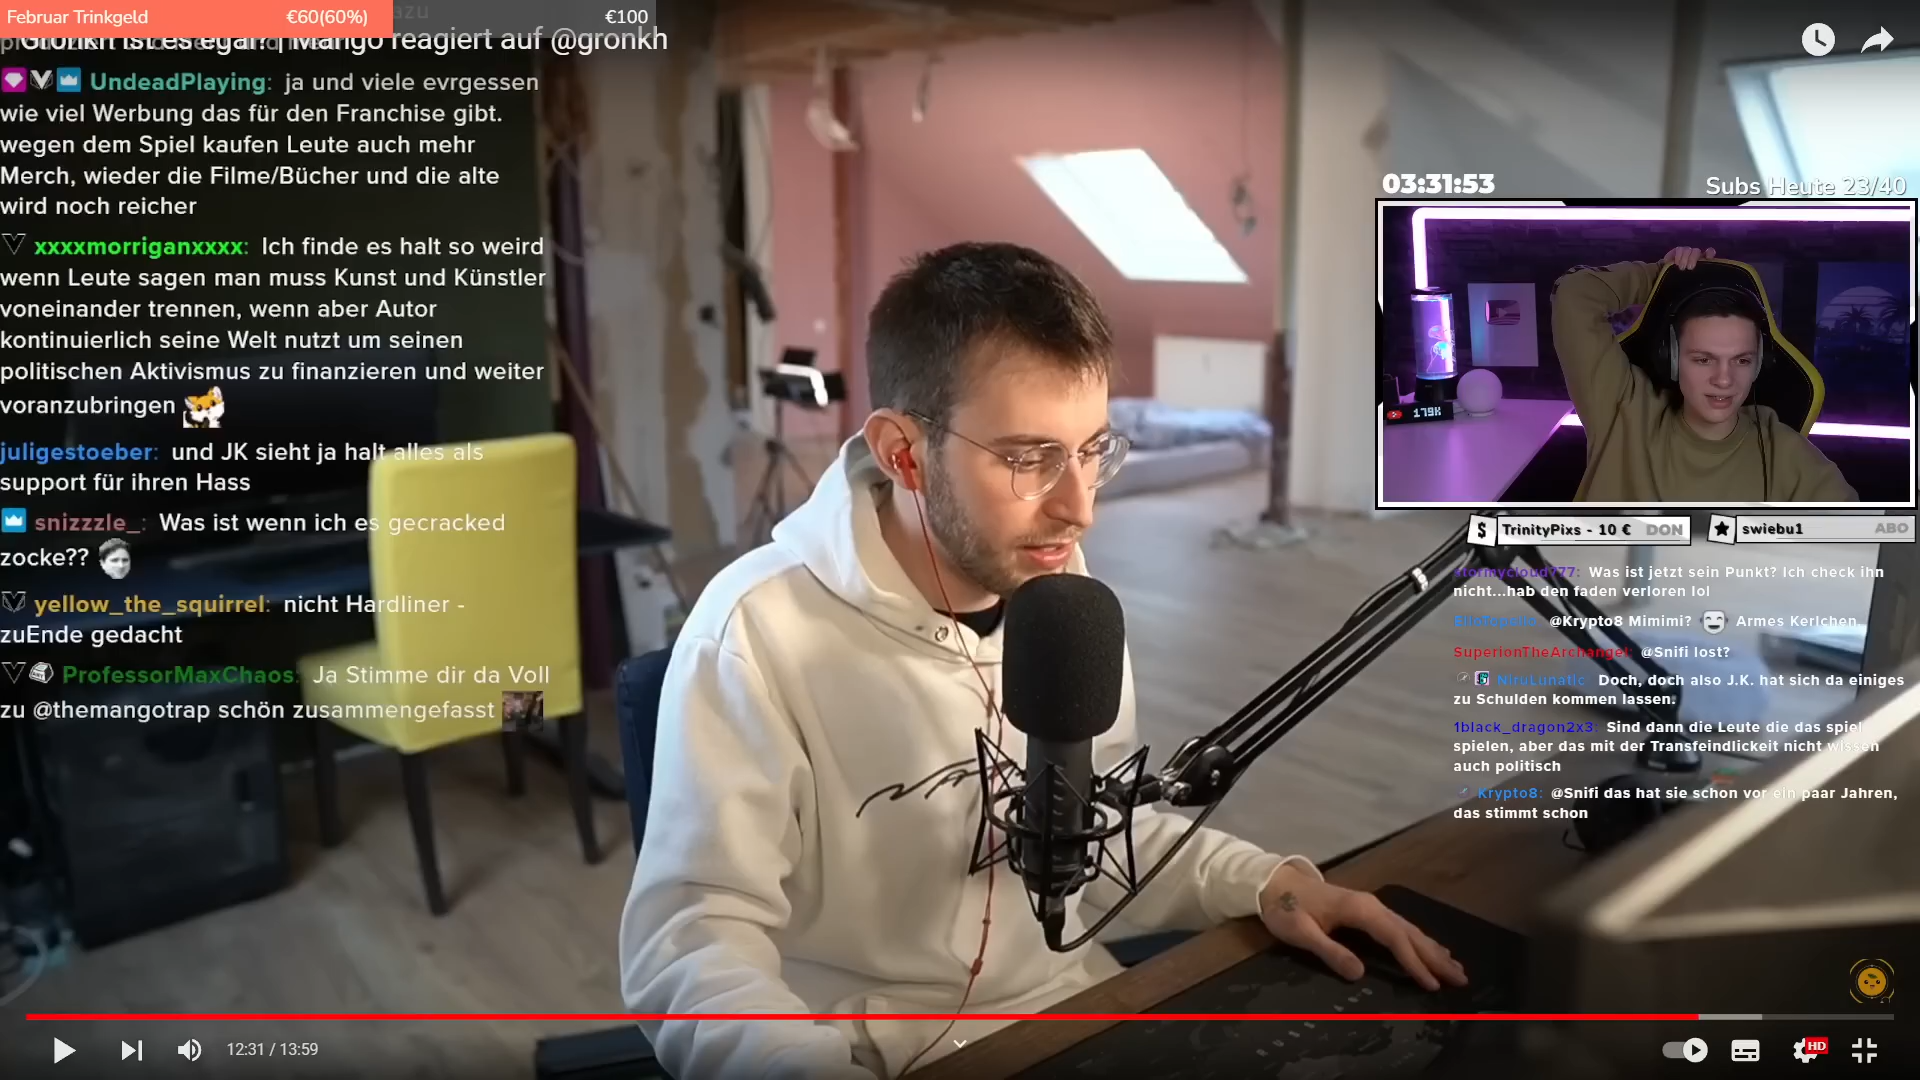 Februar Trinkgeld €60(60%) €100
Gronkh ist es egal? | Mango reagiert auf @gronkh
UndeadPlaying: ja und viele evrgessen
wie viel Werbung das für den Franchise gibt.
wegen dem Spiel kaufen Leute auch mehr
Merch, wieder die Filme/Bücher und die alte
wird noch reicher
xxxxmorriganxxxx: Ich finde es halt so weird
wenn Leute sagen man muss Kunst und Künstler
voneinander trennen, wenn aber Autor
kontinuierlich seine Welt nutzt um seinen
politischen Aktivismus zu finanzieren und weiter
voranzubringen
juligestoeber: und JK sieht ja halt alles als
support für ihren Hass
snizzzle_: Was ist wenn ich es gecracked
zocke??
yellow_the_squirrel: nicht Hardliner -
zuEnde gedacht
ProfessorMaxChaos: Ja Stimme dir da Voll
zu @themangotrap schön zusammengefasst
03:31:53
Subs Heute 23/40
179K
TrinityPixs - 10 € DON
swiebu1 ABO
stormycloud777: Was ist jetzt sein Punkt? Ich check ihn
nicht...hab den faden verloren lol
@Krypto8 Mimimi? Armes Kerlchen.
SuperionTheArchangel: @Snifi lost?
NiruLunatic: Doch, doch also J.K. hat sich da einiges
zu Schulden kommen lassen.
1black_dragon2x3: Sind dann die Leute die das spiel
spielen, aber das mit der Transfeindlickeit nicht wissen
auch politisch
Krypto8: @Snifi das hat sie schon vor ein paar Jahren,
das stimmt schon
12:31 / 13:59
HD